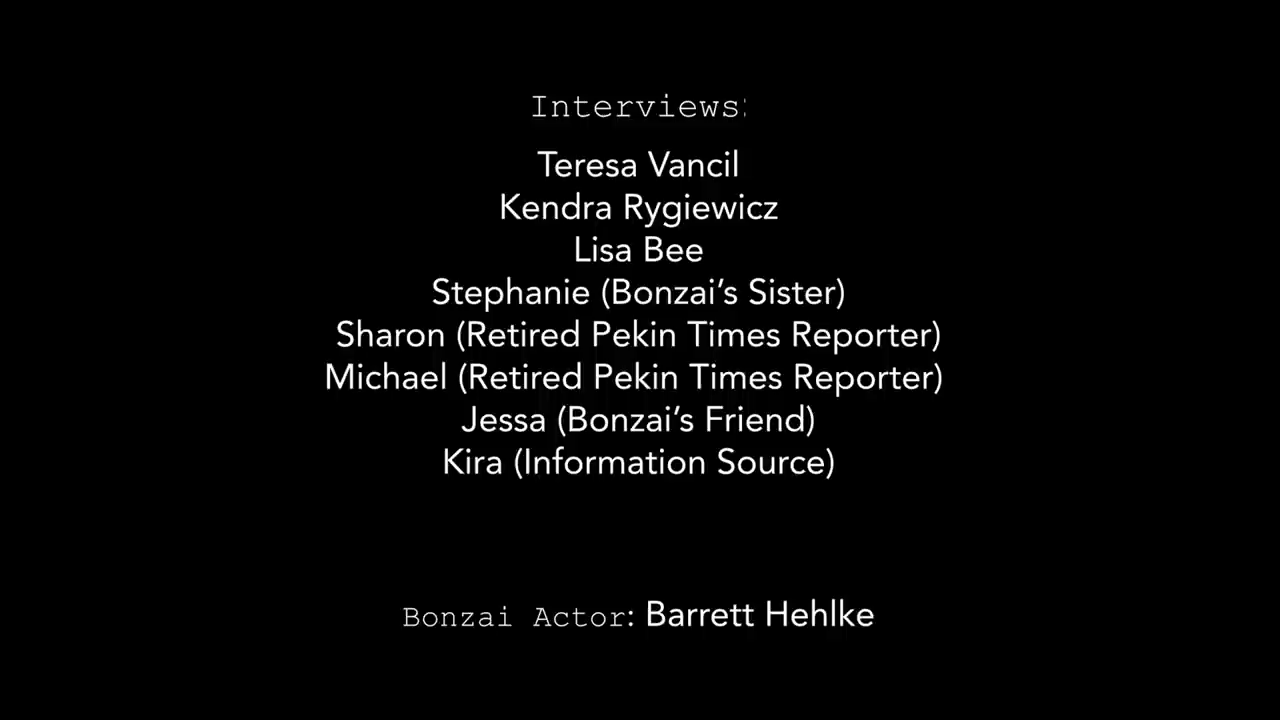 Interviews:
Teresa Vancil
Kendra Rygiewicz
Lisa Bee
Stephanie (Bonzai’s Sister)
Sharon (Retired Pekin Times Reporter)
Michael (Retired Pekin Times Reporter)
Jessa (Bonzai’s Friend)
Kira (Information Source)
Bonzai Actor: Barrett Hehlke